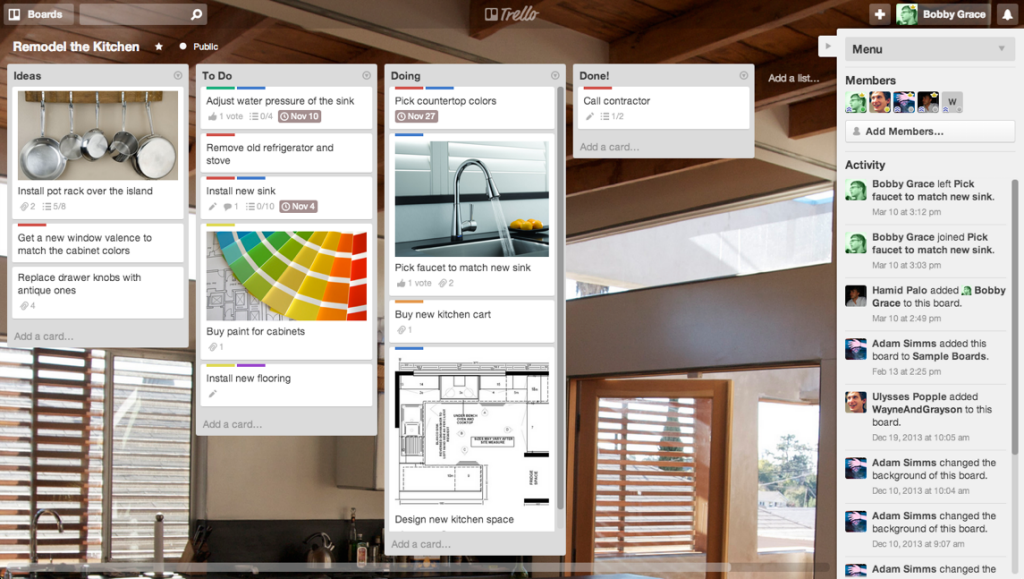 Boards
Trello
Bobby Grace
Remodel the Kitchen
Public
Ideas
Install pot rack over the island
2 5/8
Get a new window valence to
match the cabinet colors
Replace drawer knobs with
antique ones
4
Add a card...
To Do
Adjust water pressure of the sink
1 vote 0/4 Nov 10
Remove old refrigerator and
stove
Install new sink
1 0/10 Nov 4
Buy paint for cabinets
1
Install new flooring
Add a card...
Doing
Pick countertop colors
Nov 27
Pick faucet to match new sink
1 vote 2
Buy new kitchen cart
1
Design new kitchen space
Add a card...
Done!
Call contractor
1/2
Add a card...
Add a list...
Menu
Members
W
Add Members...
Activity
Bobby Grace left Pick
faucet to match new sink.
Mar 10 at 3:12 pm
Bobby Grace joined Pick
faucet to match new sink.
Mar 10 at 3:03 pm
Hamid Palo added Bobby
Grace to this board.
Mar 10 at 2:49 pm
Adam Simms added this
board to Sample Boards.
Feb 13 at 2:25 pm
Ulysses Popple added
WayneAndGrayson to this
board.
Dec 19, 2013 at 10:05 am
Adam Simms changed the
background of this board.
Dec 10, 2013 at 10:04 am
Adam Simms changed the
background of this board.
Dec 10, 2013 at 9:07 am
Adam Simms changed the